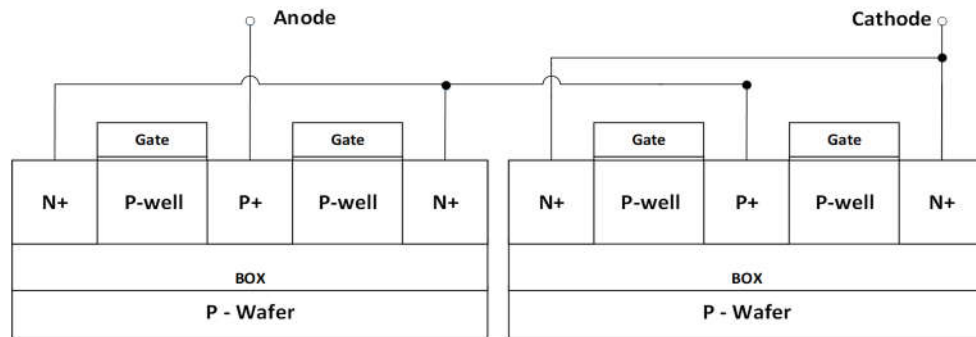 Anode
Cathode
Gate Gate Gate Gate
N+ P-well P+ P-well N+ N+ P-well P+ P-well N+
BOX BOX
P - Wafer P - Wafer